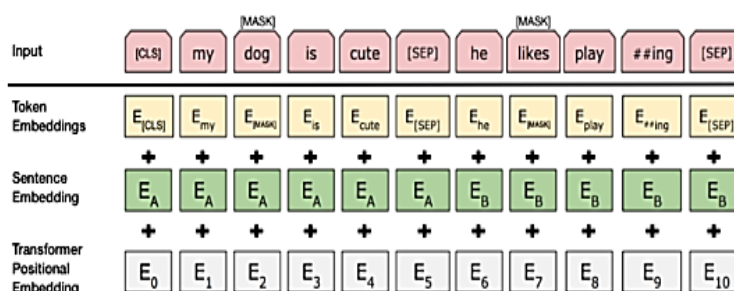 [MASK] [MASK]
Input [CLS] my dog is cute [SEP] he likes play ##ing [SEP]
Token
Embeddings
E[CLS] Emy E[MASK] Eis Ecute E[SEP] Ehe E[MASK] Eplay E##ing E[SEP]
+ + + + + + + + + + +
Sentence
Embedding
EA EA EA EA EA EA EB EB EB EB EB
+ + + + + + + + + + +
Transformer
Positional
Embedding
E0 E1 E2 E3 E4 E5 E6 E7 E8 E9 E10